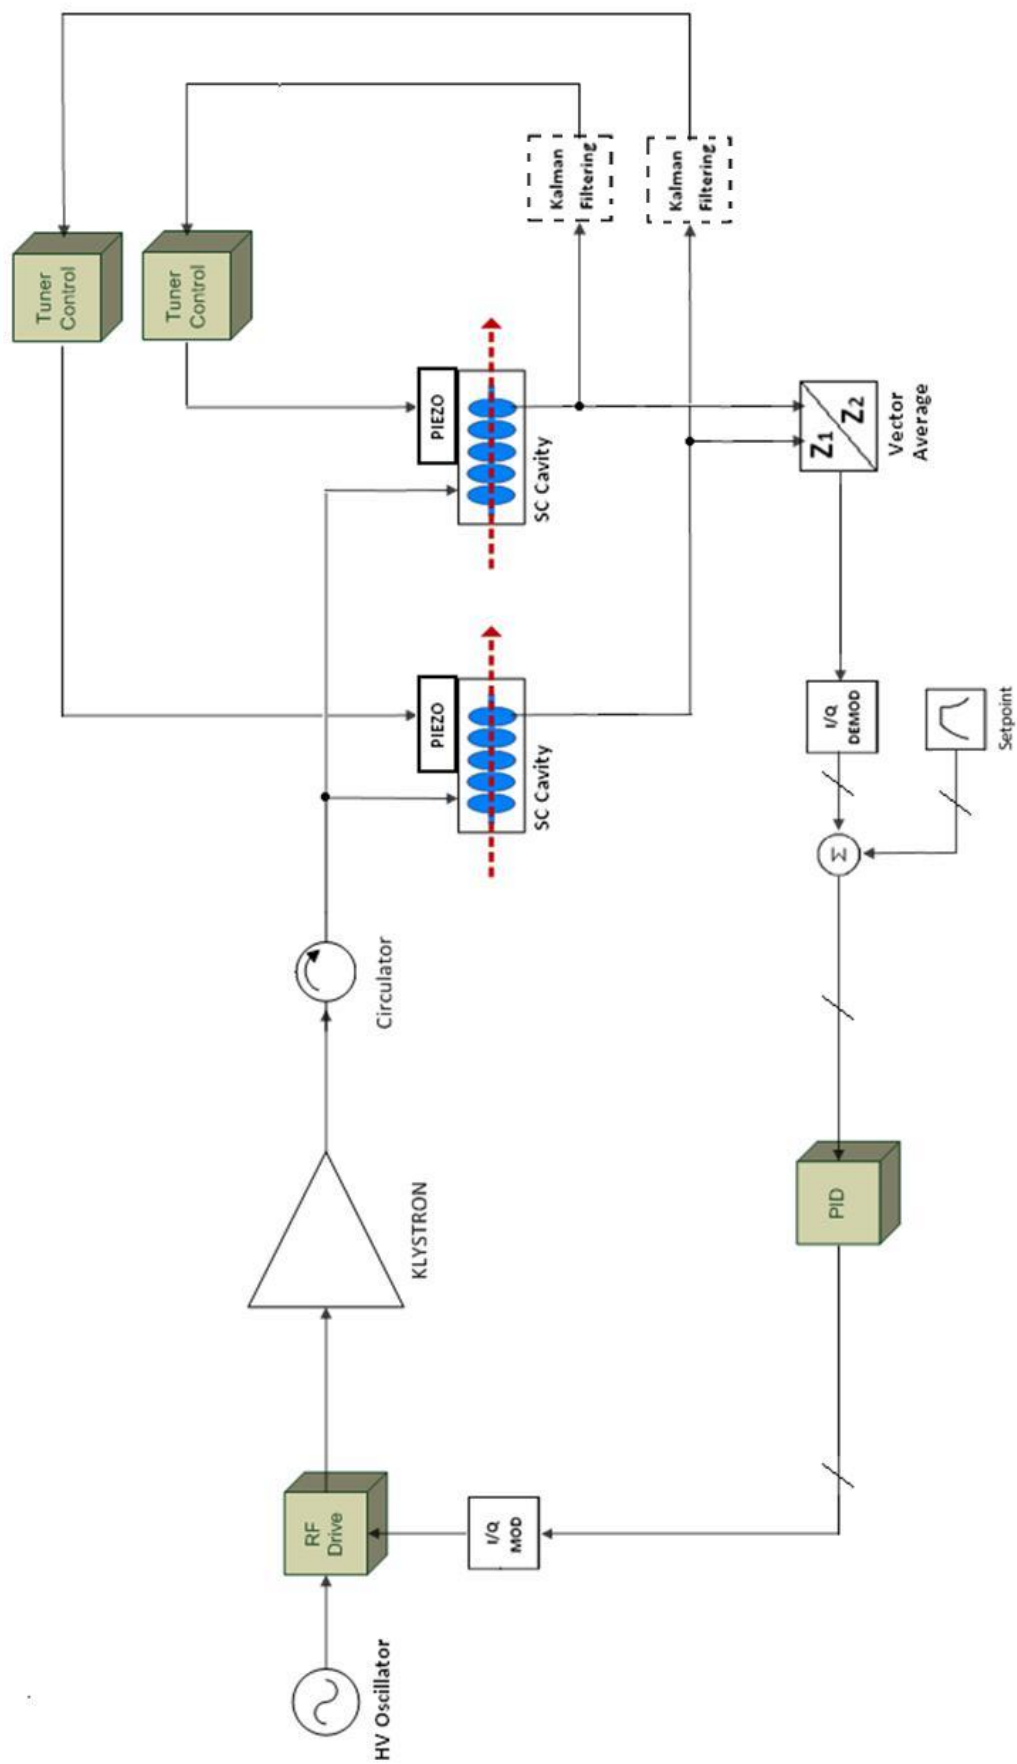 Tuner
Control
Tuner
Control
Kalman
Filtering
Kalman
Filtering
PIEZO
SC Cavity
PIEZO
SC Cavity
Z1
Z2
Vector
Average
HV Oscillator
RF
Drive
KLYSTRON
Circulator
I/Q
MOD
PID
Σ
I/Q
DEMOD
Setpoint